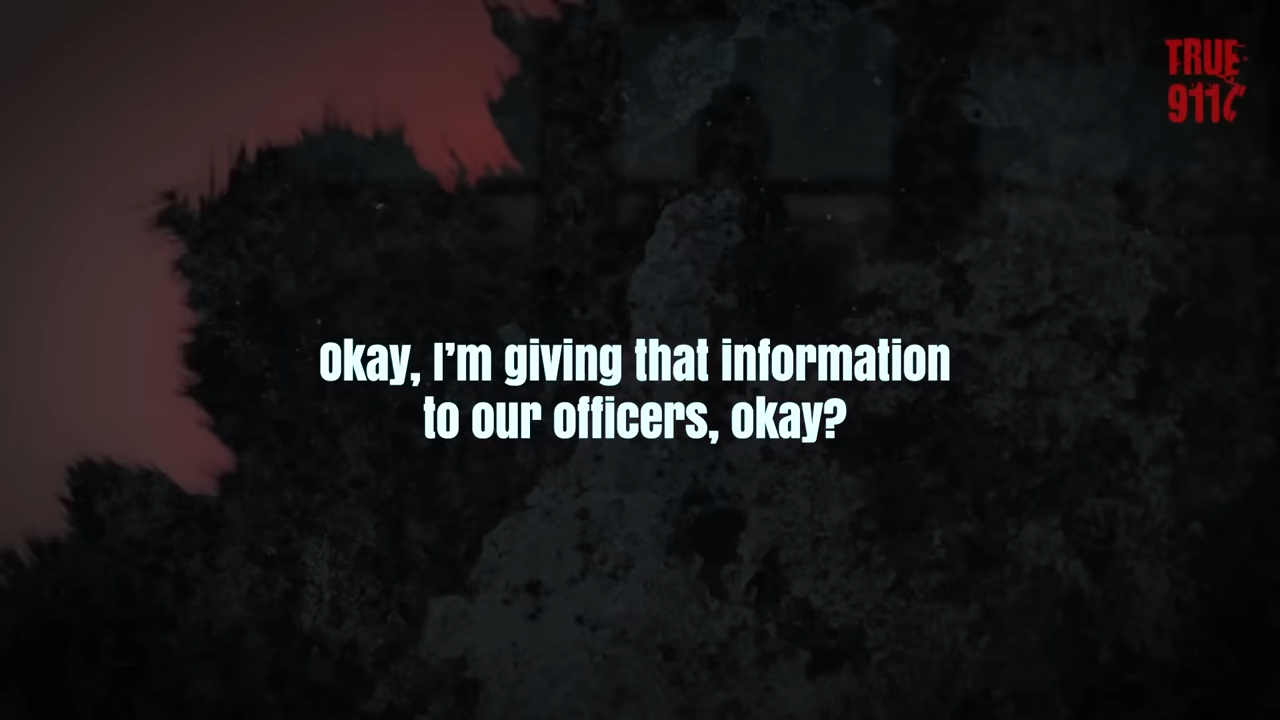 TRUE
911
Okay, I'm giving that information
to our officers, okay?